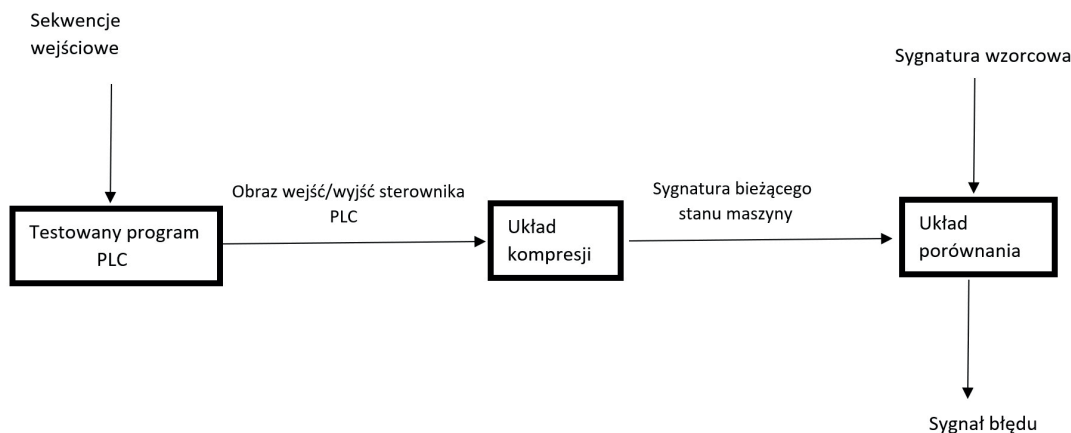 Sekwencje
wejściowe
Sygnatura wzorcowa
Obraz wejść/wyjść sterownika
PLC
Sygnatura bieżącego
stanu maszyny
Testowany program
PLC
Układ
kompresji
Układ
porównania
Sygnał błędu